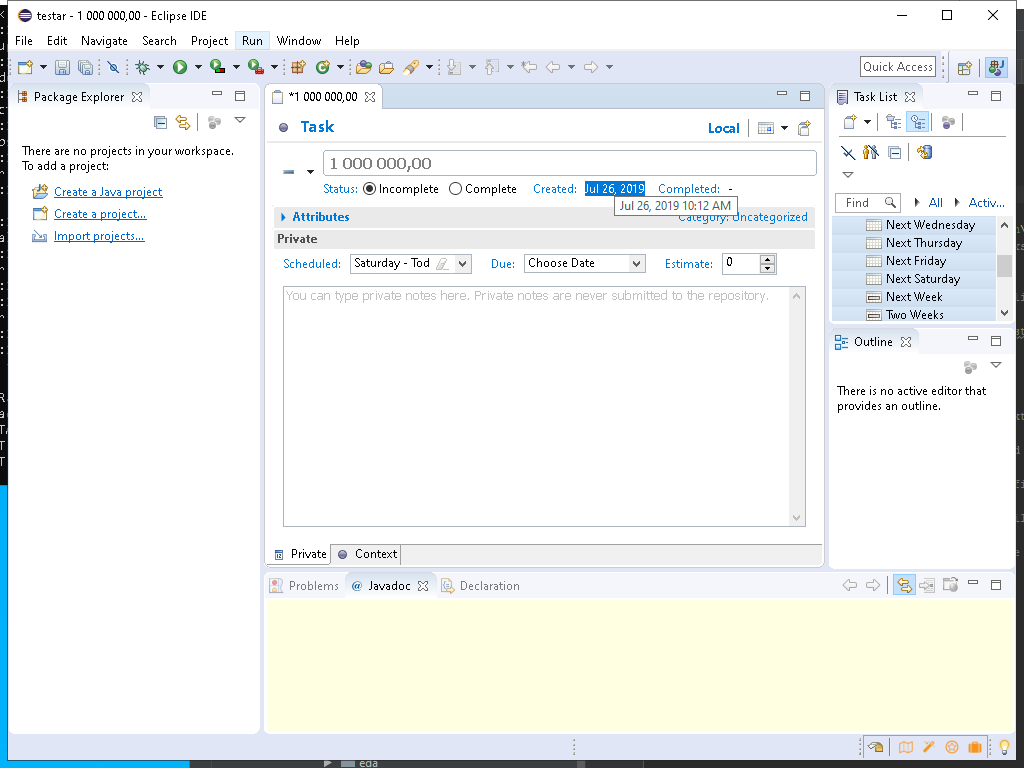 testar - 1 000 000,00 - Eclipse IDE
File Edit Navigate Search Project Run Window Help
Quick Access
Package Explorer
There are no projects in your workspace.
To add a project:
Create a Java project
Create a project...
Import projects...
*1 000 000,00
Task
Local
1 000 000,00
Status: Incomplete Complete Created: Jul 26, 2019 Completed: -
Jul 26, 2019 10:12 AM
Attributes
Category: Uncategorized
Private
Scheduled: Saturday - Tod Due: Choose Date Estimate: 0
You can type private notes here. Private notes are never submitted to the repository.
Private Context
Task List
Find All Activ...
Next Wednesday
Next Thursday
Next Friday
Next Saturday
Next Week
Two Weeks
Outline
There is no active editor that
provides an outline.
Problems @ Javadoc Declaration
eda